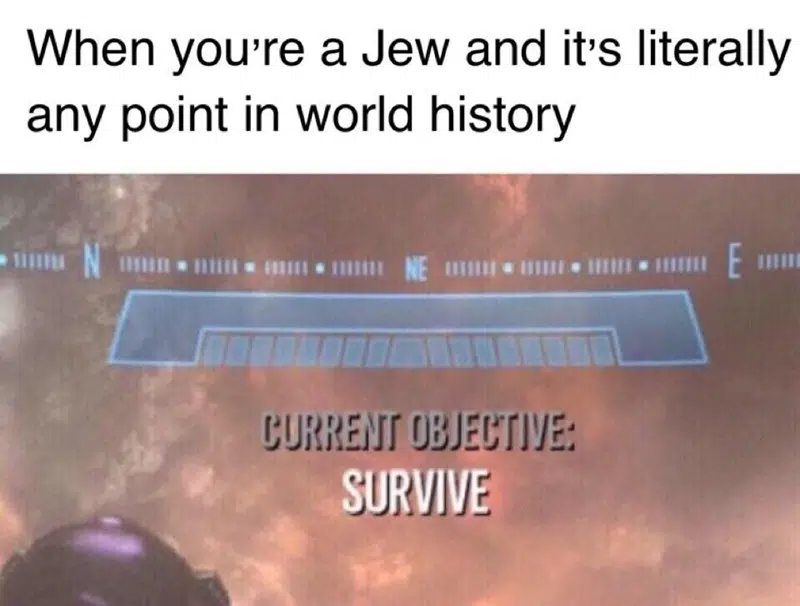 When you're a Jew and it's literally
any point in world history
N NE E
CURRENT OBJECTIVE:
SURVIVE